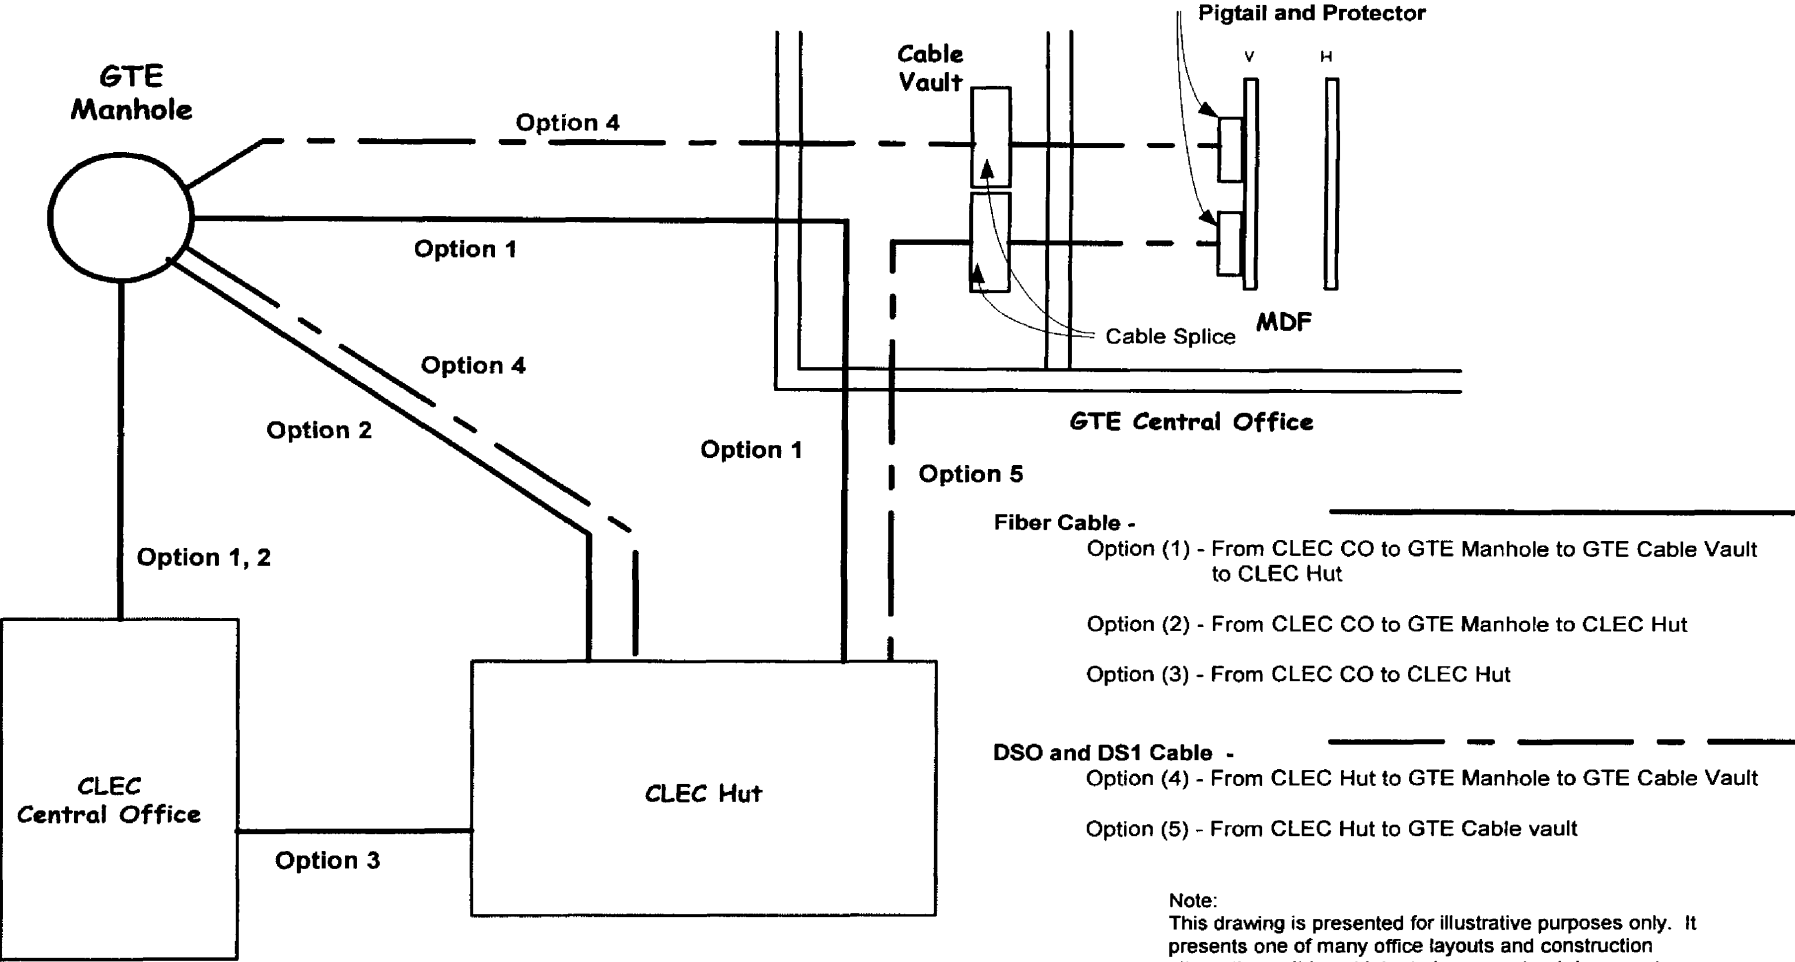 Pigtail and Protector
Cable
Vault
V
H
GTE
Manhole
Option 4
Option 1
Cable Splice
MDF
Option 4
GTE Central Office
Option 2
Option 1
Option 5
Fiber Cable -
Option (1) - From CLEC CO to GTE Manhole to GTE Cable Vault
to CLEC Hut
Option 1, 2
Option (2) - From CLEC CO to GTE Manhole to CLEC Hut
Option (3) - From CLEC CO to CLEC Hut
DSO and DS1 Cable -
Option (4) - From CLEC Hut to GTE Manhole to GTE Cable Vault
Option (5) - From CLEC Hut to GTE Cable vault
CLEC
Central Office
CLEC Hut
Option 3
Note:
This drawing is presented for illustrative purposes only. It
presents one of many office layouts and construction